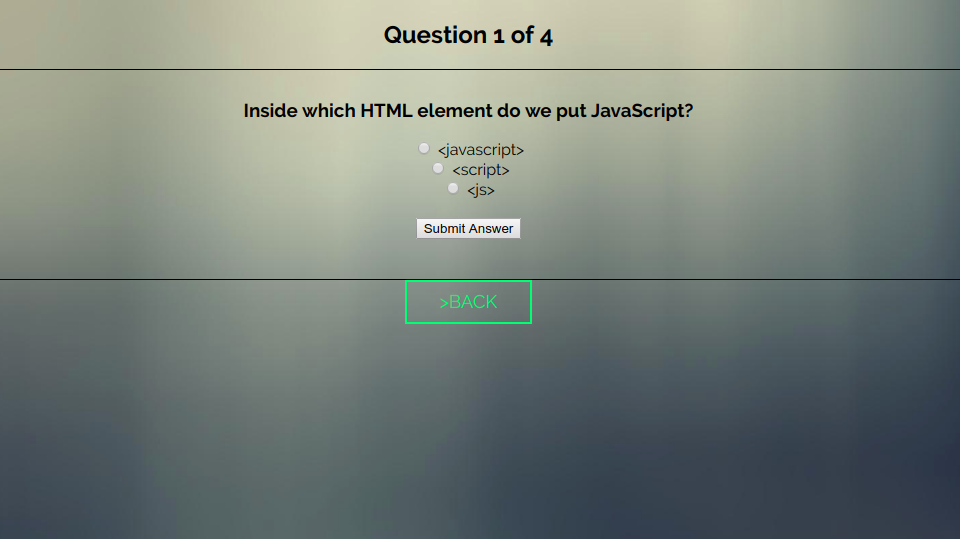 Question 1 of 4
Inside which HTML element do we put JavaScript?
<javascript>
<script>
<js>
Submit Answer
>BACK